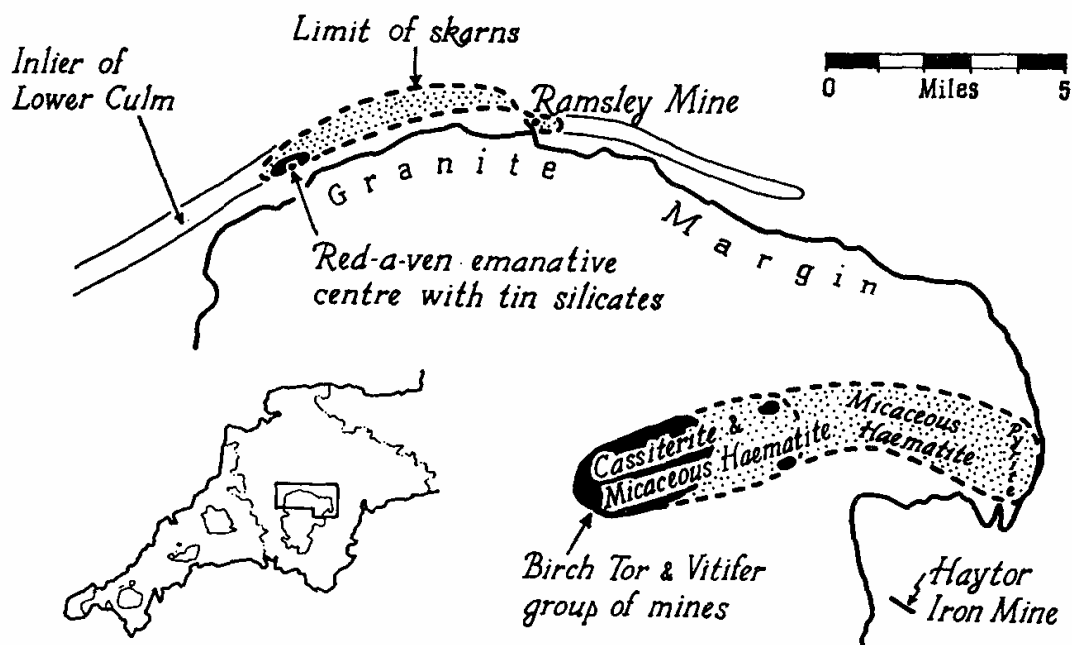 Limit of skarns
Inlier of
Lower Culm
Ramsley Mine
0 Miles 5
Granite
Margin
Red-a-ven emanative
centre with tin silicates
Cassiterite &
Micaceous Haematite
Micaceous
Haematite
Pyrite
Birch Tor & Vitifer
group of mines
Haytor
Iron Mine